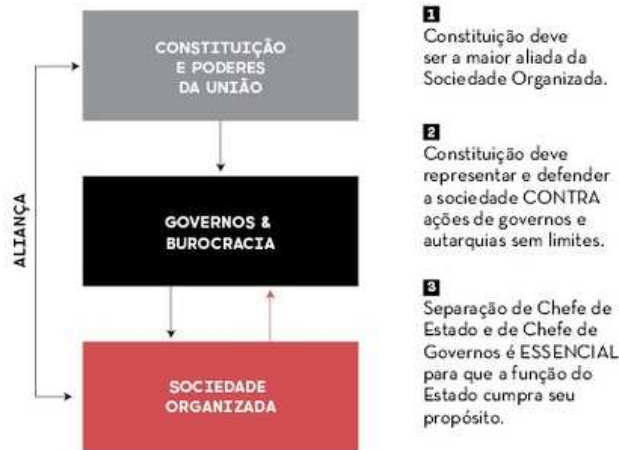 CONSTITUIÇÃO
E PODERES
DA UNIÃO
GOVERNOS &
BUROCRACIA
SOCIEDADE
ORGANIZADA
ALIANÇA
1
Constituição deve
ser a maior aliada da
Sociedade Organizada.
2
Constituição deve
representar e defender
a sociedade CONTRA
ações de governos e
autarquias sem limites.
3
Separação de Chefe de
Estado e de Chefe de
Governos é ESSENCIAL
para que a função do
Estado cumpra seu
propósito.